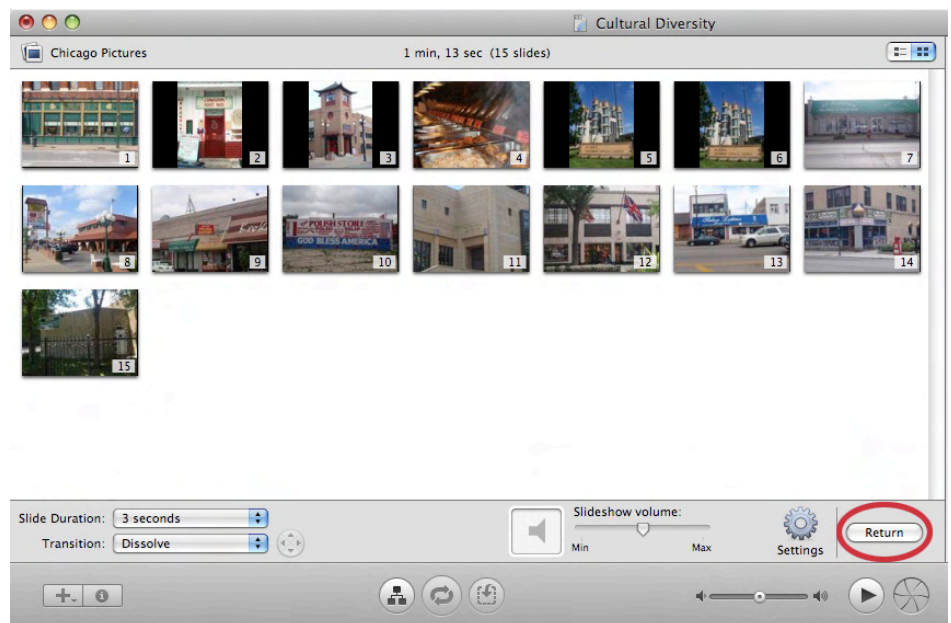 Cultural Diversity
Chicago Pictures
1 min, 13 sec (15 slides)
1
2
3
4
5
6
7
8
9
POLISH STORE
GOD BLESS AMERICA
10
11
12
13
14
15
Slide Duration: 3 seconds
Transition: Dissolve
Slideshow volume:
Min Max
Settings
Return